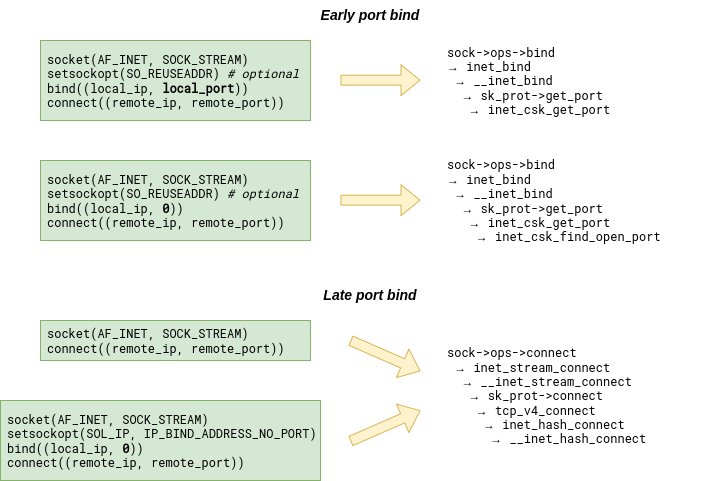 Early port bind
socket(AF_INET, SOCK_STREAM)
setsockopt(SO_REUSEADDR) # optional
bind((local_ip, local_port))
connect((remote_ip, remote_port))
sock->ops->bind
→ inet_bind
→ __inet_bind
→ sk_prot->get_port
→ inet_csk_get_port
socket(AF_INET, SOCK_STREAM)
setsockopt(SO_REUSEADDR) # optional
bind((local_ip, 0))
connect((remote_ip, remote_port))
sock->ops->bind
→ inet_bind
→ __inet_bind
→ sk_prot->get_port
→ inet_csk_get_port
→ inet_csk_find_open_port
Late port bind
socket(AF_INET, SOCK_STREAM)
connect((remote_ip, remote_port))
socket(AF_INET, SOCK_STREAM)
setsockopt(SOL_IP, IP_BIND_ADDRESS_NO_PORT)
bind((local_ip, 0))
connect((remote_ip, remote_port))
sock->ops->connect
→ inet_stream_connect
→ __inet_stream_connect
→ sk_prot->connect
→ tcp_v4_connect
→ inet_hash_connect
→ __inet_hash_connect